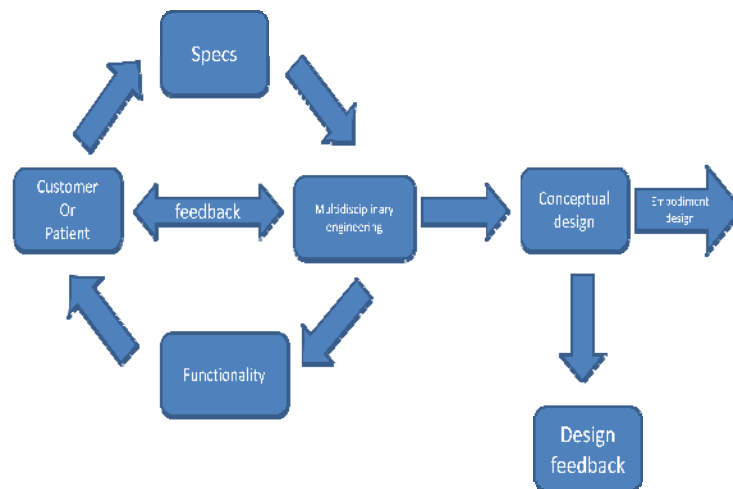 Specs
Customer
Or
Patient
feedback
Multidisciplinary
engineering
Conceptual
design
Embodiment
design
Functionality
Design
feedback